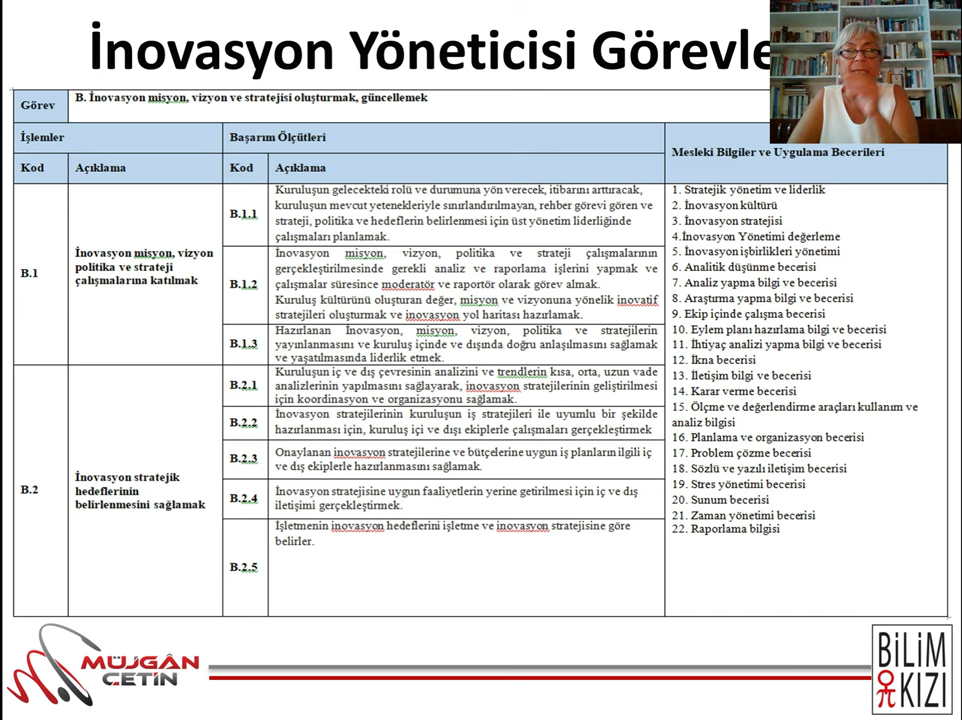 İnovasyon Yöneticisi Görevle
Görev
B. İnovasyon misyon, vizyon ve stratejisi oluşturmak, güncellemek
İşlemler
Başarım Ölçütleri
Mesleki Bilgiler ve Uygulama Becerileri
Kod
Açıklama
Kod
Açıklama
B.1
İnovasyon misyon, vizyon
politika ve strateji
çalışmalarına katılmak
B.1.1
Kuruluşun gelecekteki rolü ve durumuna yön verecek, itibarını arttıracak,
kuruluşun mevcut yetenekleriyle sınırlandırılmayan, rehber görevi gören ve
strateji, politika ve hedeflerin belirlenmesi için üst yönetim liderliğinde
çalışmaları planlamak.
B.1.2
İnovasyon misyon, vizyon, politika ve strateji çalışmalarının
gerçekleştirilmesinde gerekli analiz ve raporlama işlerini yapmak ve
çalışmalar süresince moderatör ve raportör olarak görev almak.
Kuruluş kültürünü oluşturan değer, misyon ve vizyonuna yönelik inovatif
stratejileri oluşturmak ve inovasyon yol haritası hazırlamak.
B.1.3
Hazırlanan İnovasyon, misyon, vizyon, politika ve stratejilerin
yayınlanmasını ve kuruluş içinde ve dışında doğru anlaşılmasını sağlamak
ve yaşatılmasında liderlik etmek.
B.2
İnovasyon stratejik
hedeflerinin
belirlenmesini sağlamak
B.2.1
Kuruluşun iç ve dış çevresinin analizini ve trendlerin kısa, orta, uzun vade
analizlerinin yapılmasını sağlayarak, inovasyon stratejilerinin geliştirilmesi
için koordinasyon ve organizasyonu sağlamak.
B.2.2
İnovasyon stratejilerinin kuruluşun iş stratejileri ile uyumlu bir şekilde
hazırlanması için, kuruluş içi ve dışı ekiplerle çalışmaları gerçekleştirmek
B.2.3
Onaylanan inovasyon stratejilerine ve bütçelerine uygun iş planların ilgili iç
ve dış ekiplerle hazırlanmasını sağlamak.
B.2.4
İnovasyon stratejisine uygun faaliyetlerin yerine getirilmesi için iç ve dış
iletişimi gerçekleştirmek.
B.2.5
İşletmenin inovasyon hedeflerini işletme ve inovasyon stratejisine göre
belirler.
1. Stratejik yönetim ve liderlik
2. İnovasyon kültürü
3. İnovasyon stratejisi
4.İnovasyon Yönetimi değerleme
5. İnovasyon işbirlikleri yönetimi
6. Analitik düşünme becerisi
7. Analiz yapma bilgi ve becerisi
8. Araştırma yapma bilgi ve becerisi
9. Ekip içinde çalışma becerisi
10. Eylem planı hazırlama bilgi ve becerisi
11. İhtiyaç analizi yapma bilgi ve becerisi
12. İkna becerisi
13. İletişim bilgi ve becerisi
14. Karar verme becerisi
15. Ölçme ve değerlendirme araçları kullanım ve
analiz bilgisi
16. Planlama ve organizasyon becerisi
17. Problem çözme becerisi
18. Sözlü ve yazılı iletişim becerisi
19. Stres yönetimi becerisi
20. Sunum becerisi
21. Zaman yönetimi becerisi
22. Raporlama bilgisi
MÜJGÂN
ÇETİN
BİLİM
KIZI